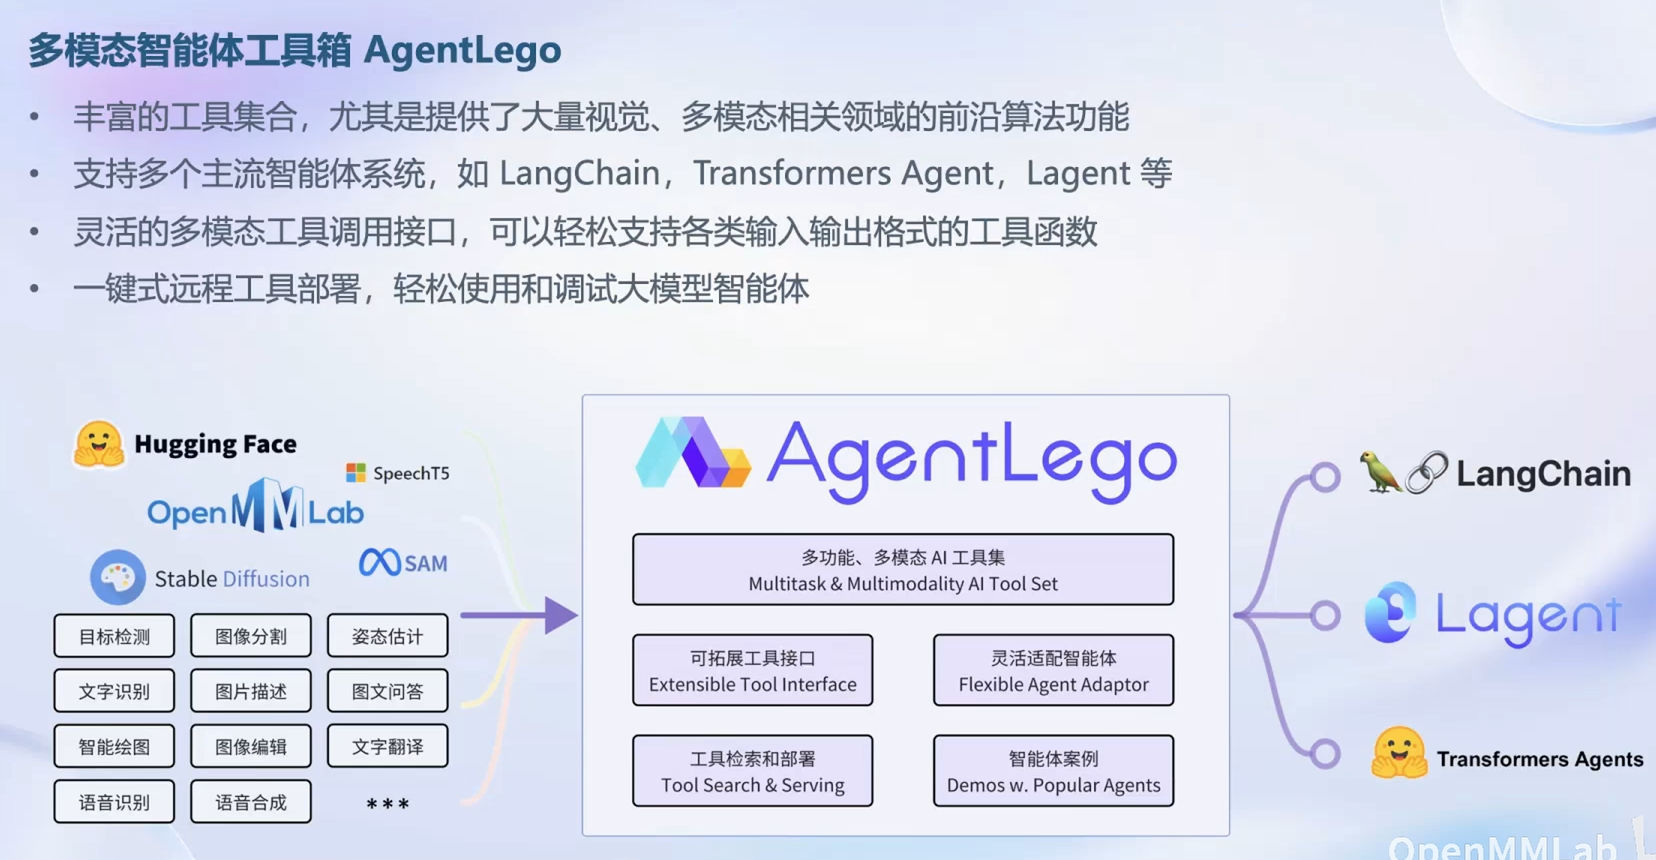 多模态智能体工具箱 AgentLego
• 丰富的工具集合，尤其是提供了大量视觉、多模态相关领域的前沿算法功能
• 支持多个主流智能体系统，如 LangChain，Transformers Agent，Lagent 等
• 灵活的多模态工具调用接口，可以轻松支持各类输入输出格式的工具函数
• 一键式远程工具部署，轻松使用和调试大模型智能体
Hugging Face
SpeechT5
OpenMMLab
Stable Diffusion
SAM
目标检测
图像分割
姿态估计
文字识别
图片描述
图文问答
智能绘图
图像编辑
文字翻译
语音识别
语音合成
***
AgentLego
多功能、多模态 AI 工具集
Multitask & Multimodality AI Tool Set
可拓展工具接口
Extensible Tool Interface
灵活适配智能体
Flexible Agent Adaptor
工具检索和部署
Tool Search & Serving
智能体案例
Demos w. Popular Agents
LangChain
Lagent
Transformers Agents
OpenMMLab